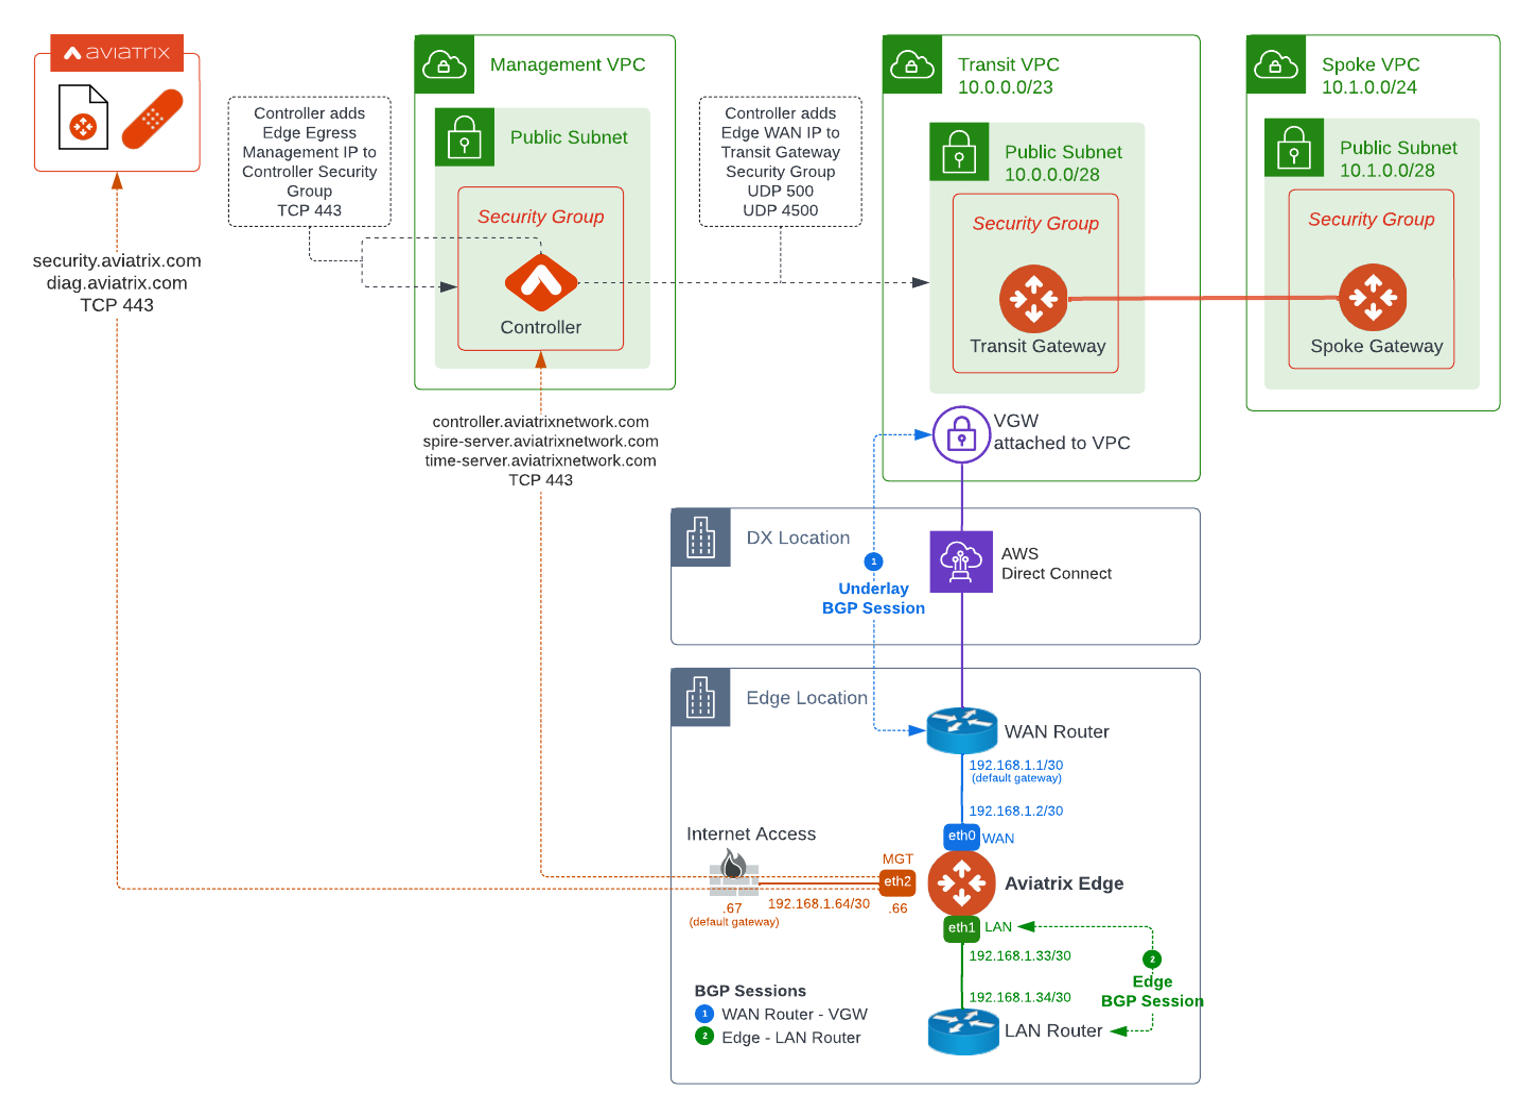 aviatrix
security.aviatrix.com
diag.aviatrix.com
TCP 443
Controller adds
Edge Egress
Management IP to
Controller Security
Group
TCP 443
Management VPC
Public Subnet
Security Group
Controller
controller.aviatrixnetwork.com
spire-server.aviatrixnetwork.com
time-server.aviatrixnetwork.com
TCP 443
Controller adds
Edge WAN IP to
Transit Gateway
Security Group
UDP 500
UDP 4500
Transit VPC
10.0.0.0/23
Public Subnet
10.0.0.0/28
Security Group
Transit Gateway
VGW
attached to VPC
Spoke VPC
10.1.0.0/24
Public Subnet
10.1.0.0/28
Security Group
Spoke Gateway
DX Location
AWS
Direct Connect
1
Underlay
BGP Session
Edge Location
WAN Router
192.168.1.1/30
(default gateway)
192.168.1.2/30
eth0 WAN
Internet Access
MGT
eth2
Aviatrix Edge
192.168.1.64/30
.67
(default gateway)
.66
eth1 LAN
192.168.1.33/30
2
Edge
BGP Session
192.168.1.34/30
LAN Router
BGP Sessions
1 WAN Router - VGW
2 Edge - LAN Router